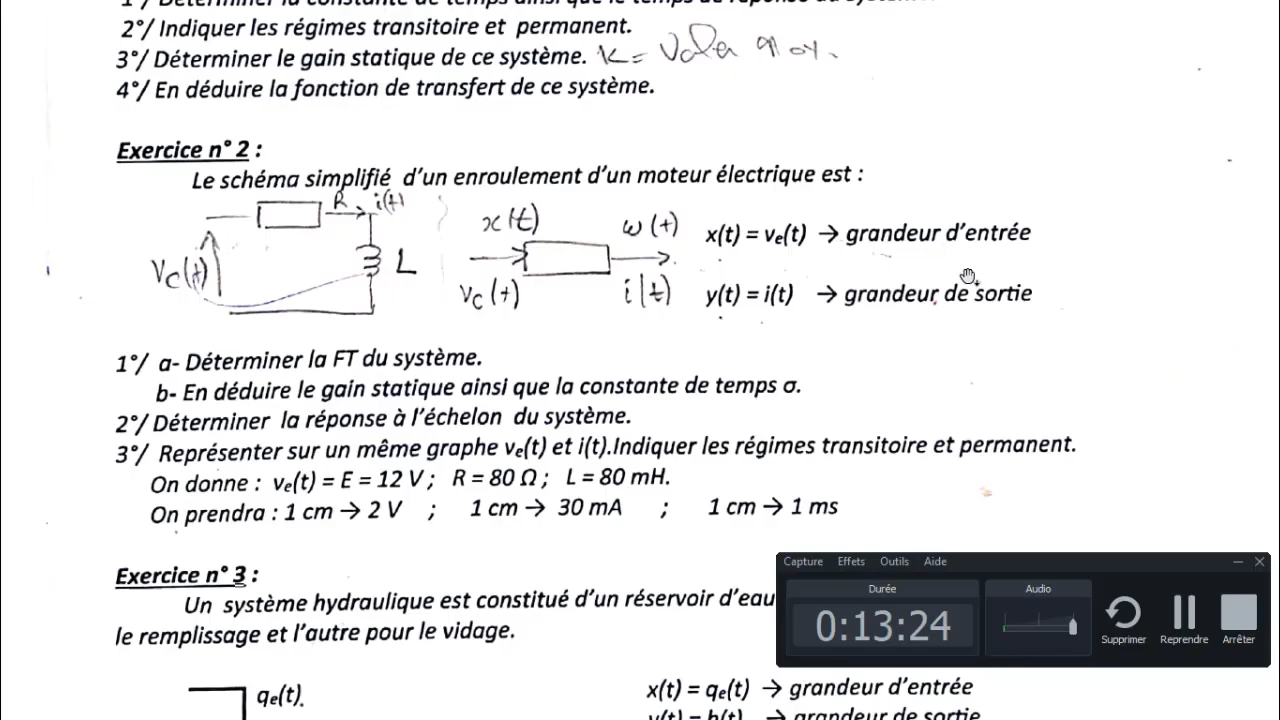 2°/ Indiquer les régimes transitoire et permanent.
3°/ Déterminer le gain statique de ce système. K =
4°/ En déduire la fonction de transfert de ce système.
Exercice n° 2 :
Le schéma simplifié d'un enroulement d'un moteur électrique est :
R i(t)
L
Vc(t)
x(t) ω(t)
Vc(t) i(t)
x(t) = ve(t) → grandeur d'entrée
y(t) = i(t) → grandeur de sortie
1°/ a- Déterminer la FT du système.
b- En déduire le gain statique ainsi que la constante de temps σ.
2°/ Déterminer la réponse à l'échelon du système.
3°/ Représenter sur un même graphe ve(t) et i(t).Indiquer les régimes transitoire et permanent.
On donne : ve(t) = E = 12 V ; R = 80 Ω ; L = 80 mH.
On prendra : 1 cm → 2 V ; 1 cm → 30 mA ; 1 cm → 1 ms
Exercice n° 3 :
Un système hydraulique est constitué d'un réservoir d'eau
le remplissage et l'autre pour le vidage.
qe(t).
x(t) = qe(t) → grandeur d'entrée
y(t) = h(t) → grandeur de sortie
Capture Effets Outils Aide
Durée
Audio
0:13:24
Supprimer Reprendre Arrêter